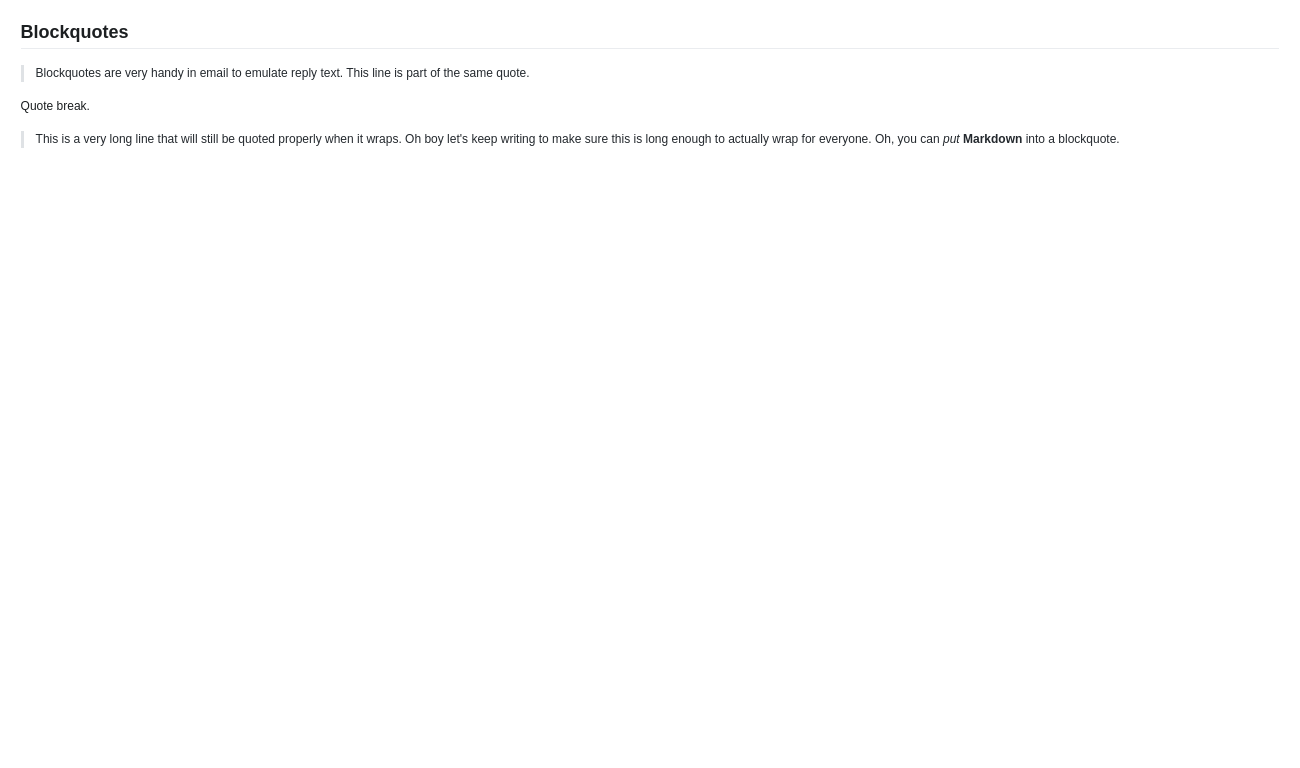 Blockquotes
Blockquotes are very handy in email to emulate reply text. This line is part of the same quote.
Quote break.
This is a very long line that will still be quoted properly when it wraps. Oh boy let's keep writing to make sure this is long enough to actually wrap for everyone. Oh, you can put Markdown into a blockquote.